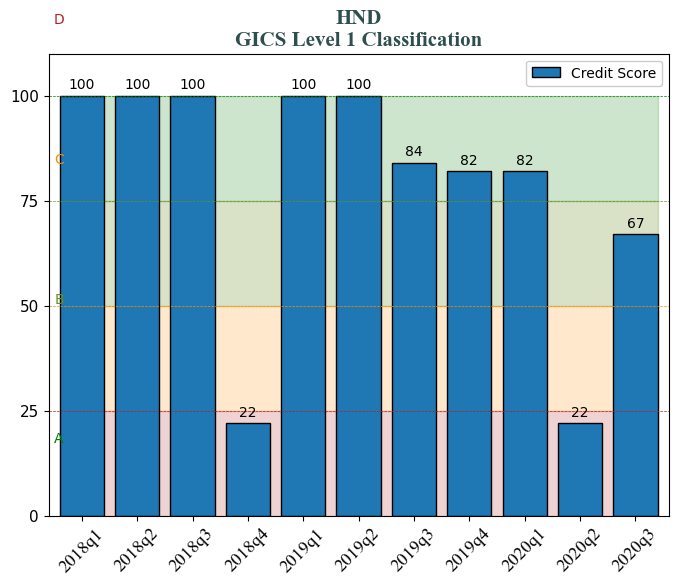 D
HND
GICS Level 1 Classification
Credit Score
100 100 100 100 100
84 82 82
67
22 22
C
B
A
100
75
50
25
0
2018q1 2018q2 2018q3 2018q4 2019q1 2019q2 2019q3 2019q4 2020q1 2020q2 2020q3